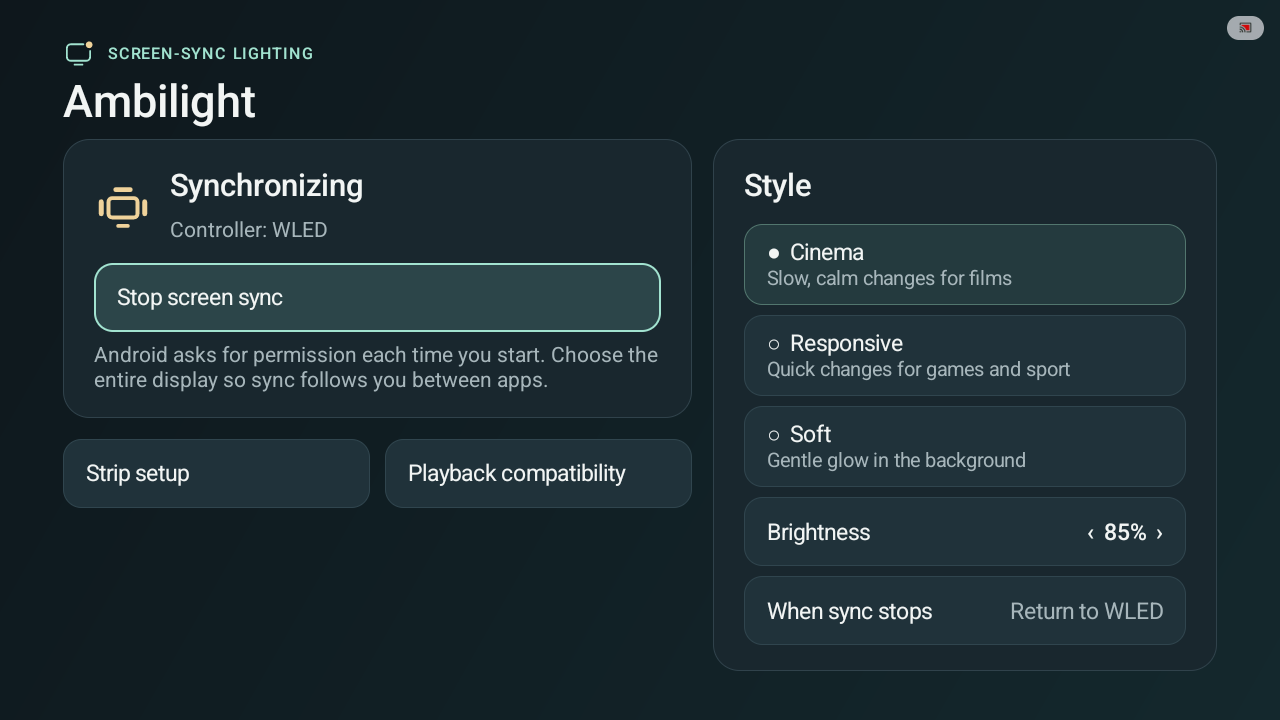 SCREEN-SYNC LIGHTING
Ambilight
Synchronizing
Controller: WLED
Stop screen sync
Android asks for permission each time you start. Choose the
entire display so sync follows you between apps.
Strip setup
Playback compatibility
Style
● Cinema
Slow, calm changes for films
○ Responsive
Quick changes for games and sport
○ Soft
Gentle glow in the background
Brightness ‹ 85% ›
When sync stops Return to WLED